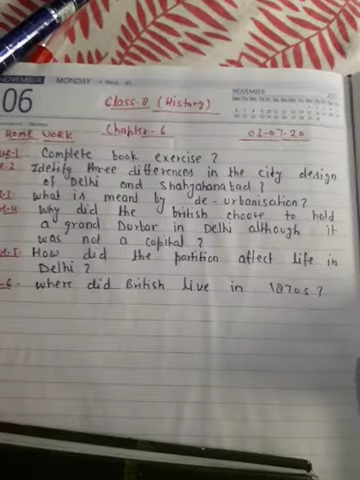 NOVEMBER
06
MONDAY
Class-8 (History)
NOVEMBER
HOME WORK
Chapter-6
03-07-20
Complete book exercise?
Idetify three differences in the city design
of Delhi and Shahjahanabad?
what is meant by de-urbanisation?
why did the british choose to hold
a grand Durbar in Delhi although it
was not a capital?
How did the partition affect life in
Delhi?
where did British live in 1870s?